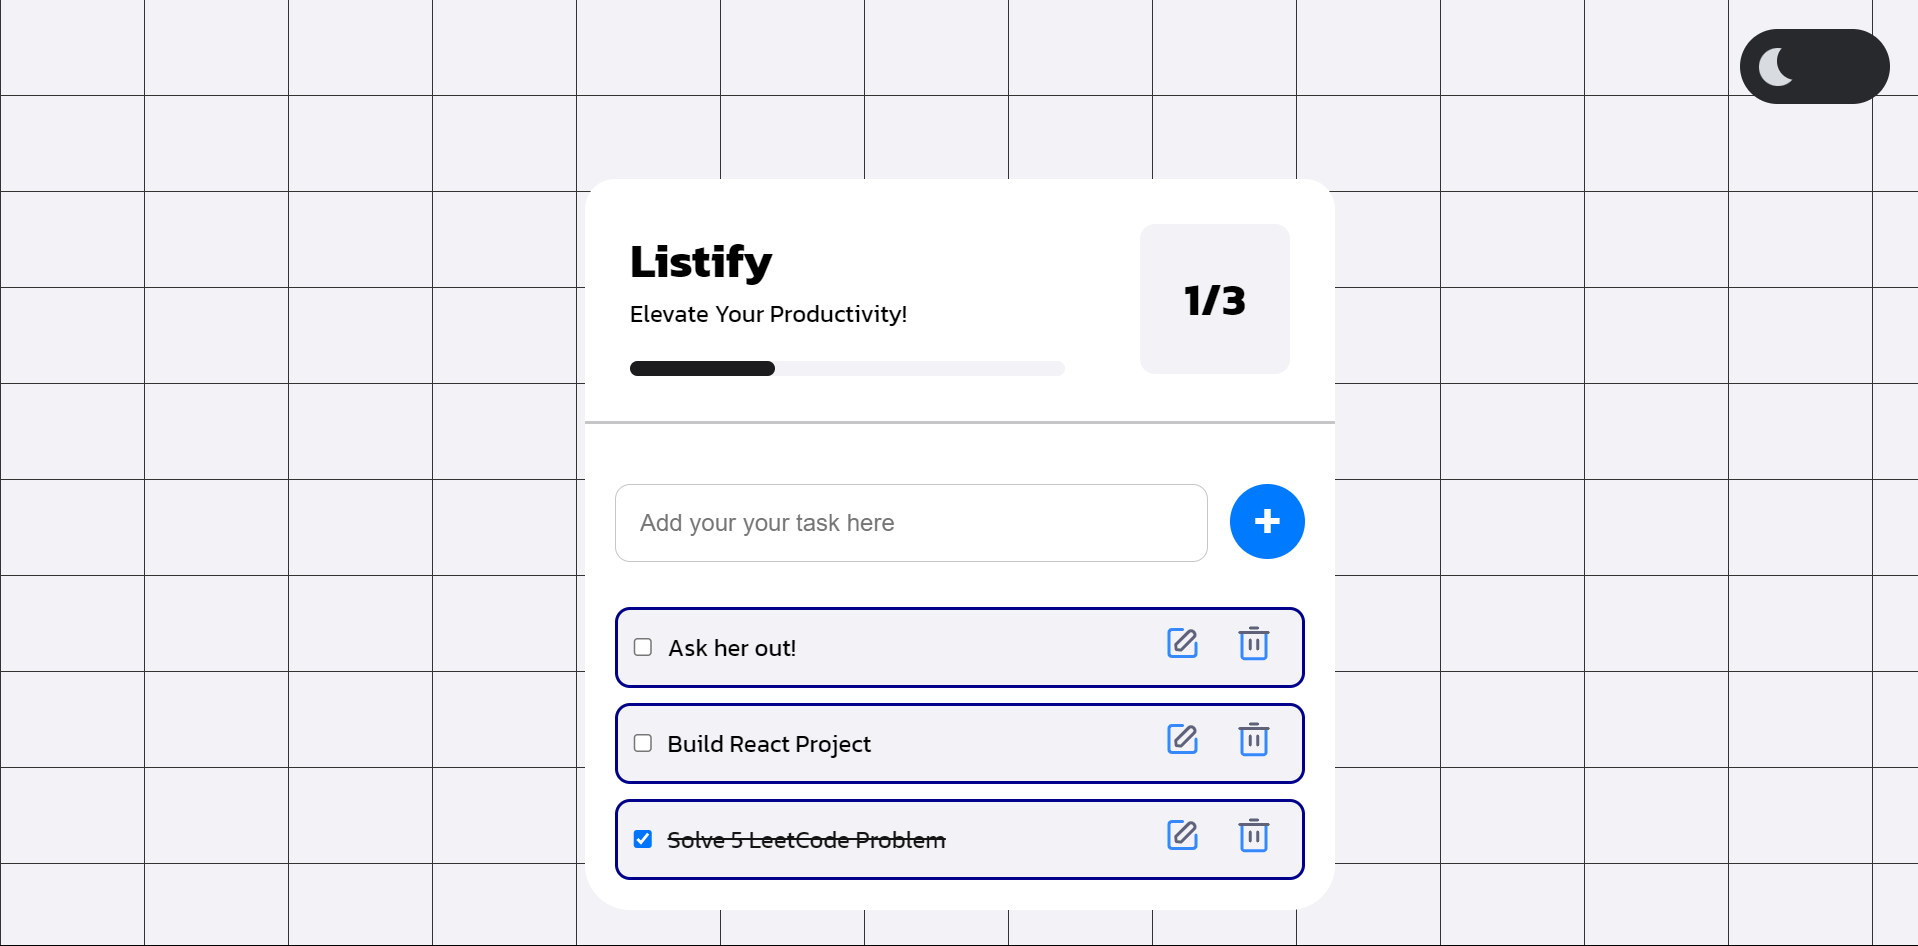 Listify
Elevate Your Productivity!
1/3
Add your your task here
Ask her out!
Build React Project
Solve 5 LeetCode Problem